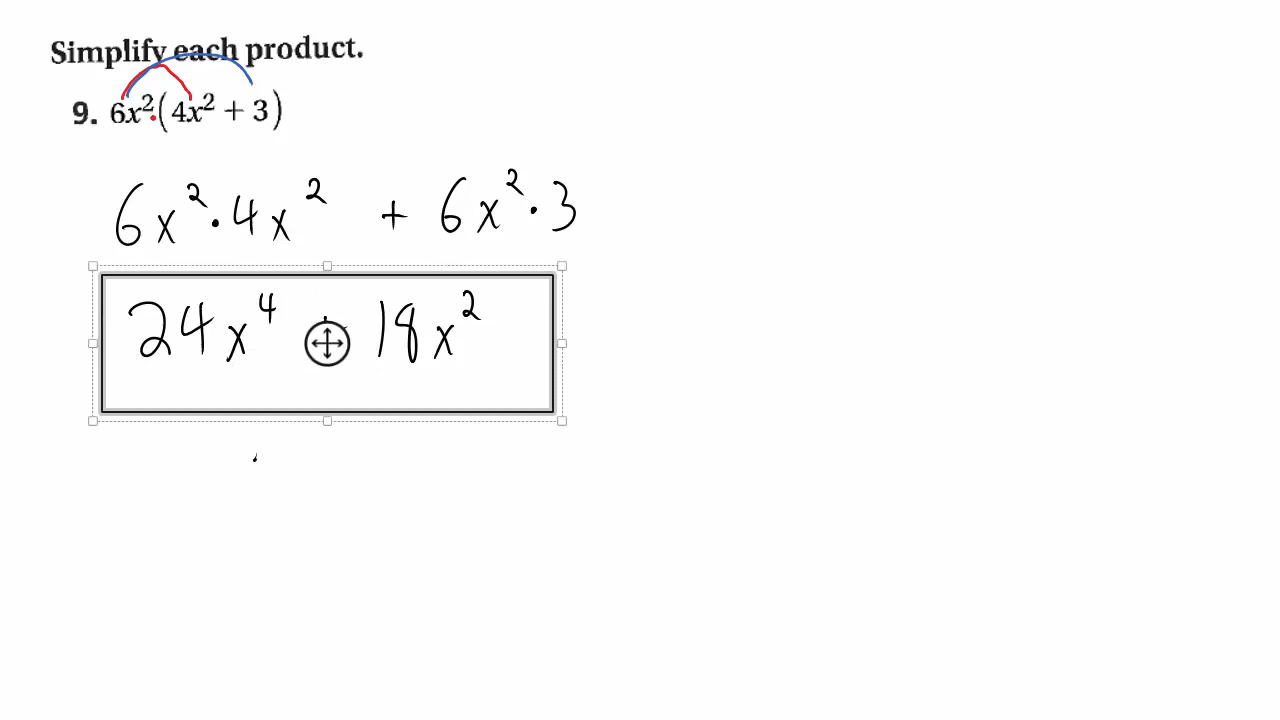 Simplify each product.
9. 6x²(4x² + 3)
6x² · 4x² + 6x² · 3
24x⁴ + 18x²